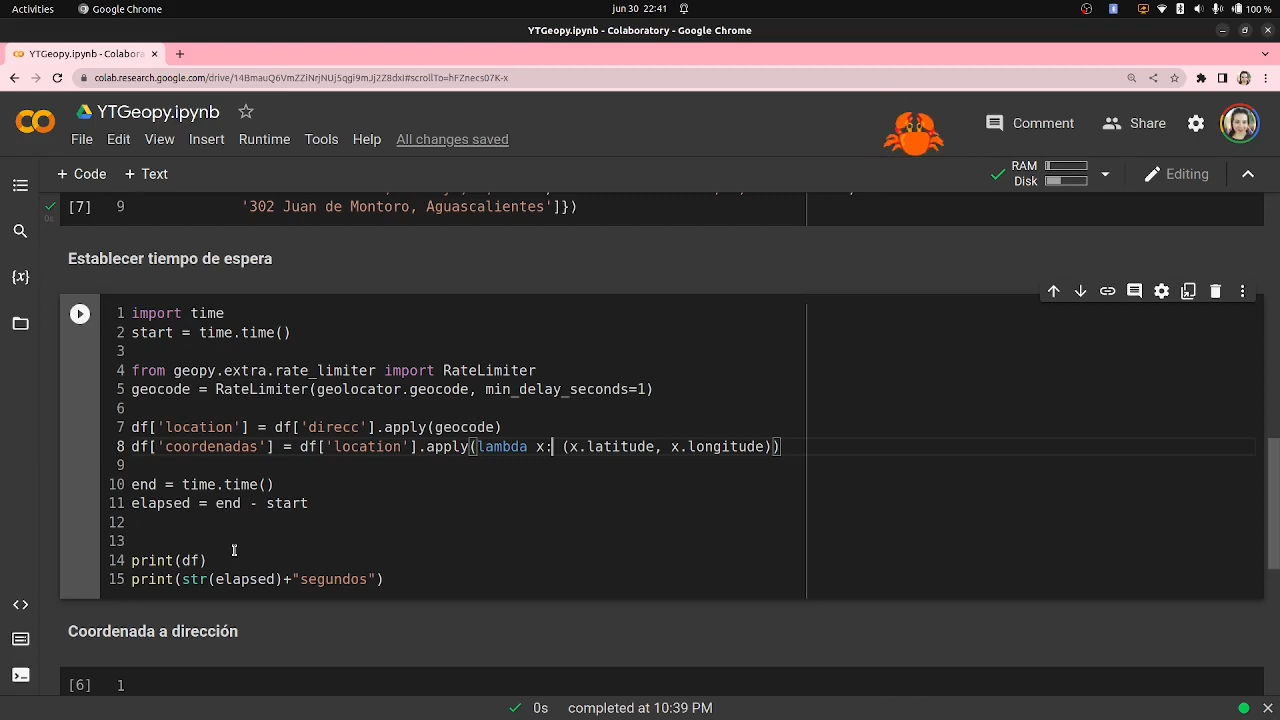 Activities
Google Chrome
jun 30 22:41
100 %
YTGeopy.ipynb - Colaboratory - Google Chrome
YTGeopy.ipynb - Colabora
colab.research.google.com/drive/14BmauQ6VmZZiNrjNUj5qgi9mJj2Z8dxI#scrollTo=hFZnecs07K-x
YTGeopy.ipynb
File Edit View Insert Runtime Tools Help All changes saved
Comment
Share
+ Code + Text
RAM
Disk
Editing
[7] 9 '302 Juan de Montoro, Aguascalientes']})
0s
Establecer tiempo de espera
1 import time
2 start = time.time()
3
4 from geopy.extra.rate_limiter import RateLimiter
5 geocode = RateLimiter(geolocator.geocode, min_delay_seconds=1)
6
7 df['location'] = df['direcc'].apply(geocode)
8 df['coordenadas'] = df['location'].apply(lambda x: (x.latitude, x.longitude))
9
10 end = time.time()
11 elapsed = end - start
12
13
14 print(df)
15 print(str(elapsed)+"segundos")
Coordenada a dirección
[6] 1
0s completed at 10:39 PM